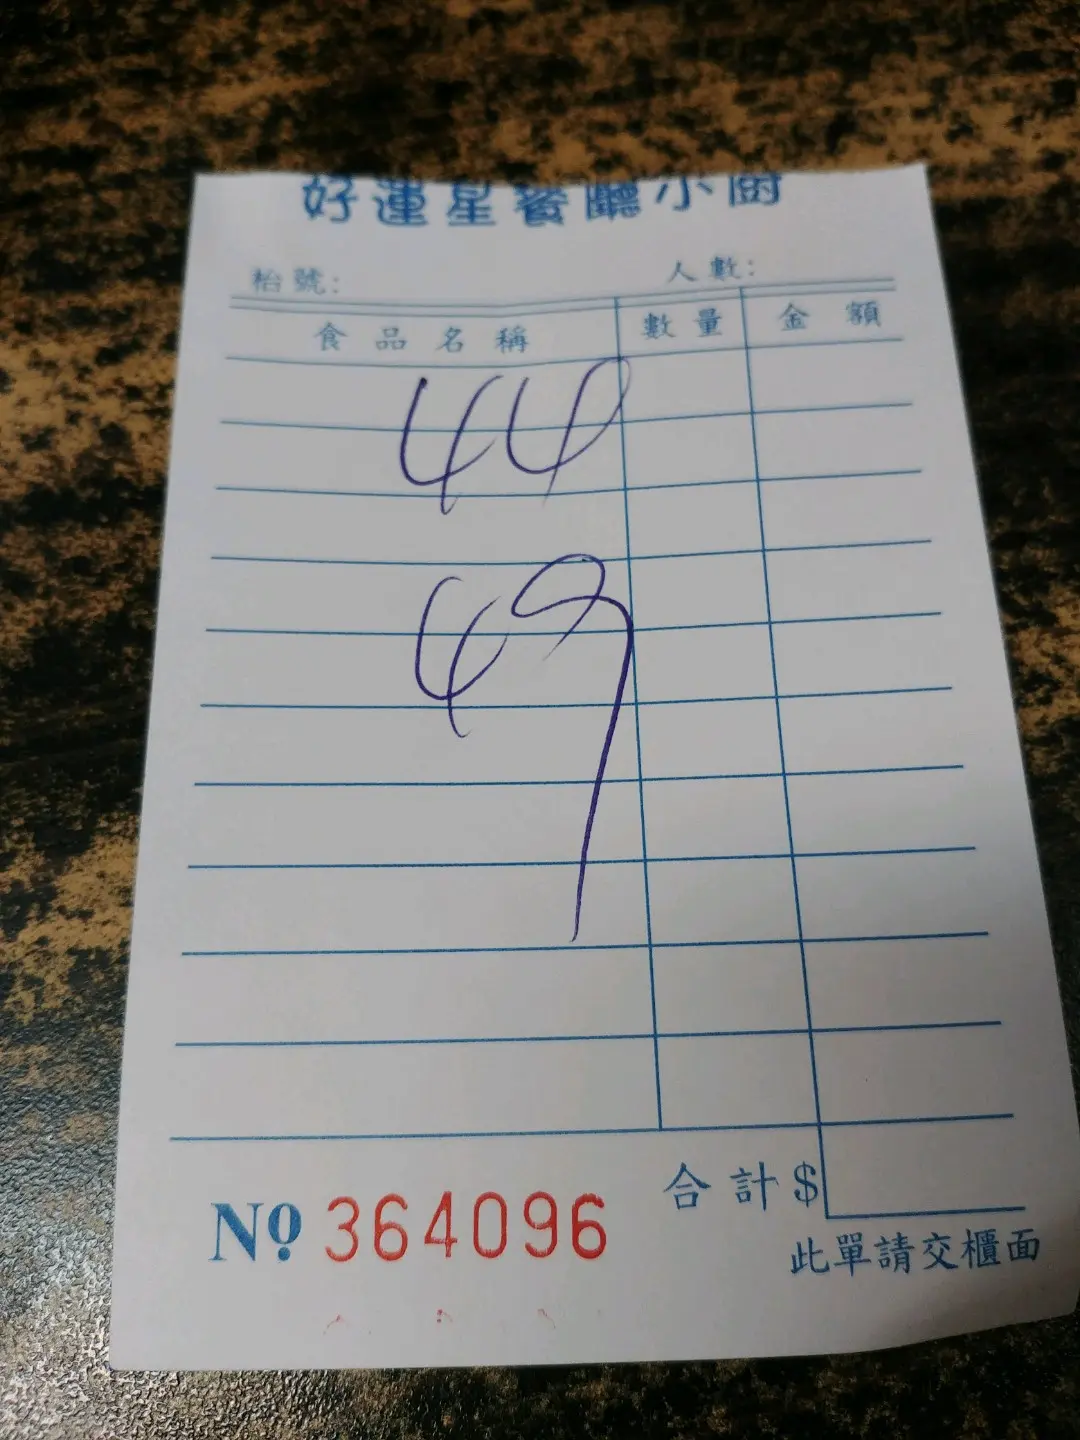 好運星餐廳小廚
枱號:
人數:
食品名稱
數量
金額
44
49
No 364096
合計$
此單請交櫃面